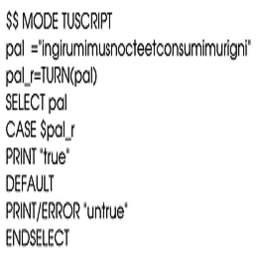 $$ MODE TUSCRIPT
pal ="ingirumimusnocteetconsumimurigni"
pal_r=TURN(pal)
SELECT pal
CASE $pal_r
PRINT "true"
DEFAULT
PRINT/ERROR "untrue"
ENDSELECT